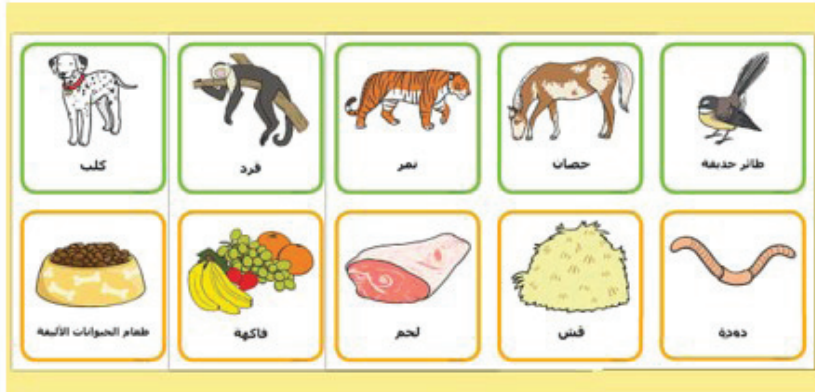 طائر حديقة
حصان
نمر
قرد
كلب
دودة
قش
لحم
فاكهة
طعام الحيوانات الأليفة